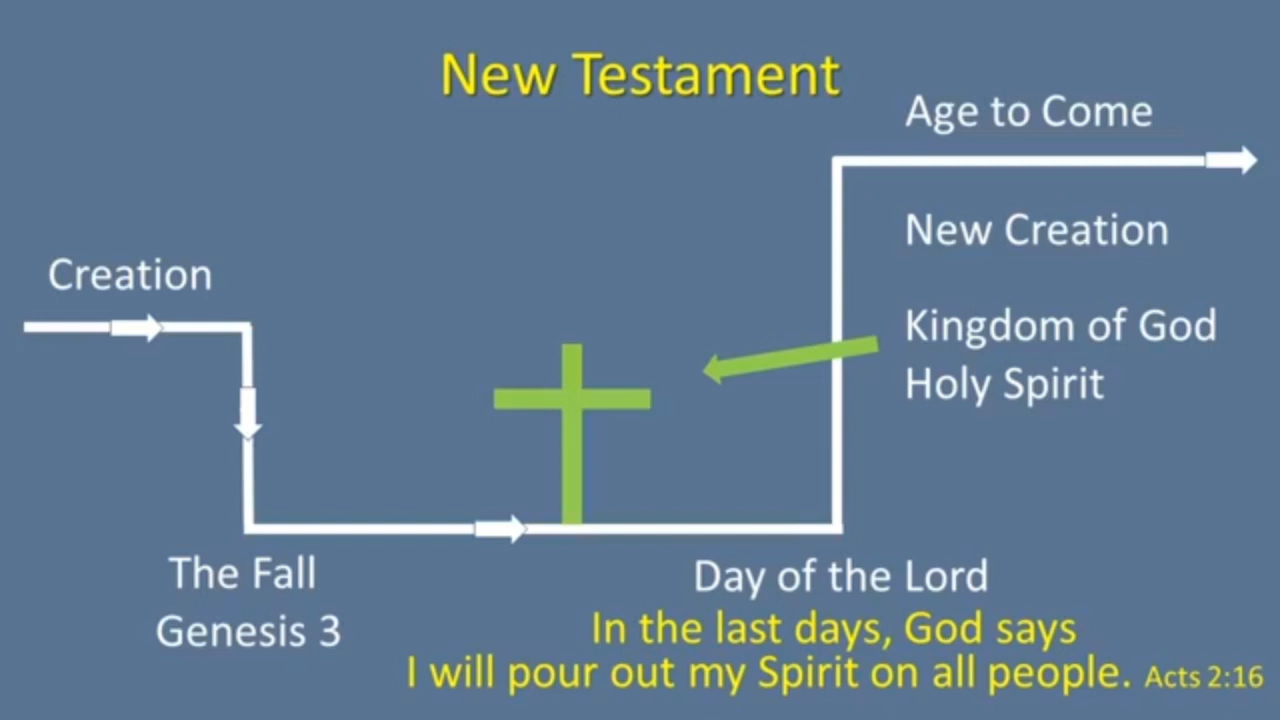 New Testament
Age to Come
New Creation
Creation
Kingdom of God
Holy Spirit
The Fall
Genesis 3
Day of the Lord
In the last days, God says
I will pour out my Spirit on all people. Acts 2:16